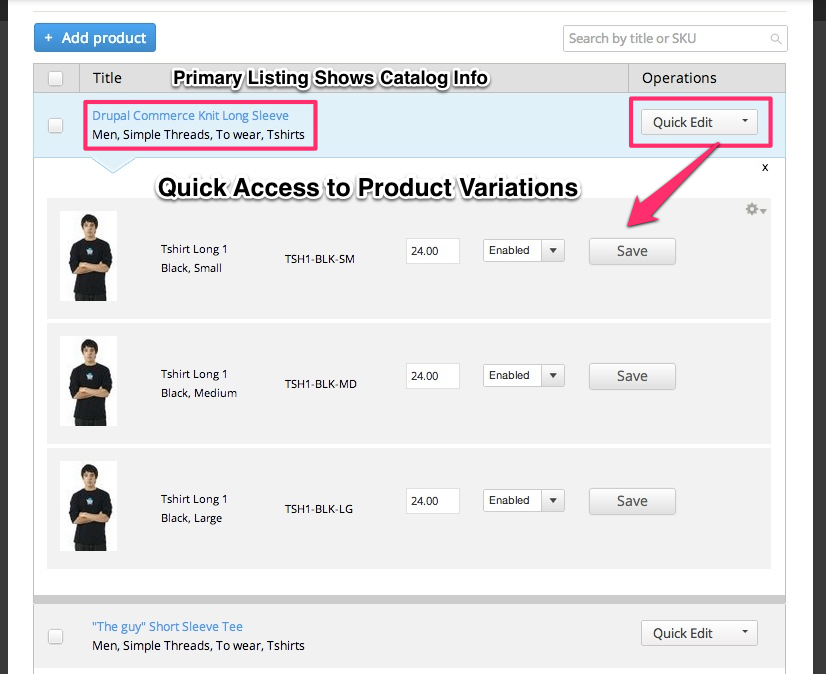 + Add product
Search by title or SKU
Title
Primary Listing Shows Catalog Info
Operations
Drupal Commerce Knit Long Sleeve
Men, Simple Threads, To wear, Tshirts
Quick Edit
x
Quick Access to Product Variations
Tshirt Long 1
Black, Small
TSH1-BLK-SM
24.00
Enabled
Save
Tshirt Long 1
Black, Medium
TSH1-BLK-MD
24.00
Enabled
Save
Tshirt Long 1
Black, Large
TSH1-BLK-LG
24.00
Enabled
Save
"The guy" Short Sleeve Tee
Men, Simple Threads, To wear, Tshirts
Quick Edit